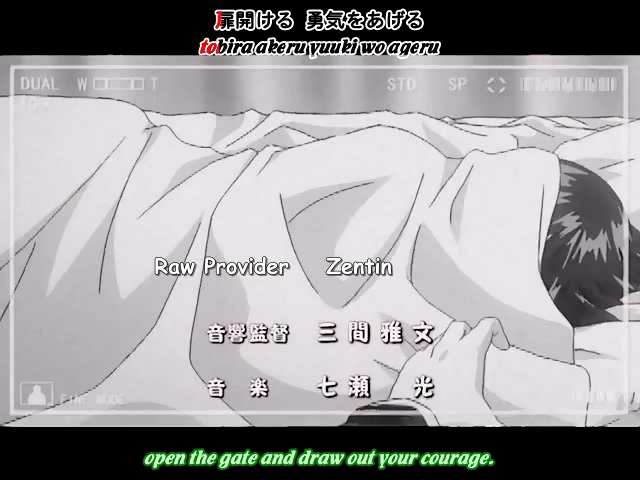 扉開ける 勇気をあげる
tobira akeru yuuki wo ageru
DUAL W T STD SP
Raw Provider Zentin
音響監督 三間雅文
音楽 七瀬光
FINE MODE
open the gate and draw out your courage.